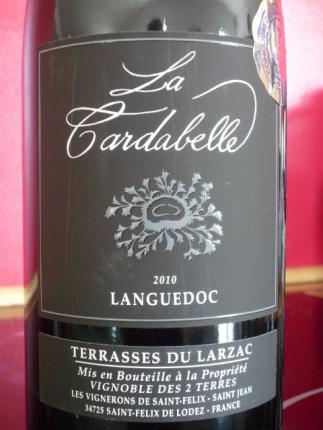 La
Cardabelle
2010
LANGUEDOC
TERRASSES DU LARZAC
Mis en Bouteille à la Propriété
VIGNOBLE DES 2 TERRES
LES VIGNERONS DE SAINT-FELIX - SAINT JEAN
34725 SAINT-FELIX DE LODEZ - FRANCE